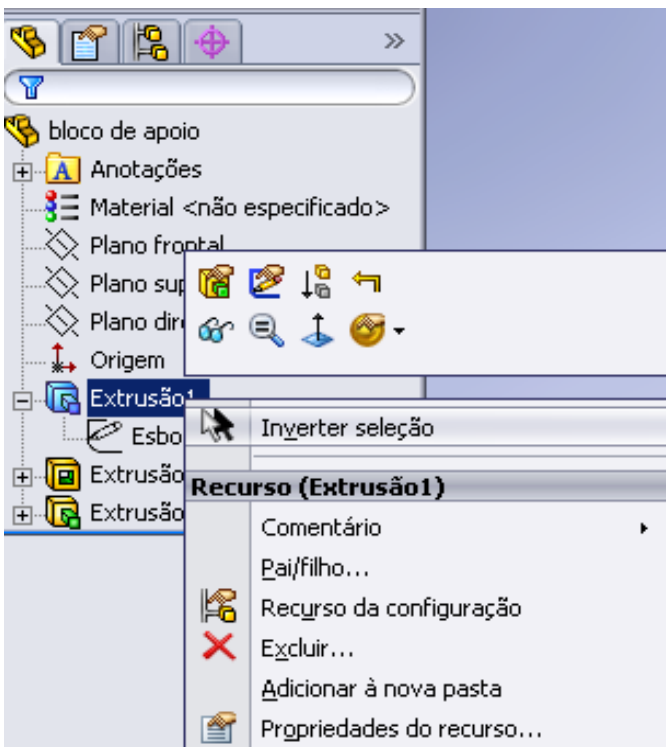 »
bloco de apoio
Anotações
Material <não especificado>
Plano frontal
Plano sup
Plano dir
Origem
Extrusão1
Esbo
Inverter seleção
Extrusão
Recurso (Extrusão1)
Extrusão
Comentário
Pai/filho...
Recurso da configuração
Excluir...
Adicionar à nova pasta
Propriedades do recurso...